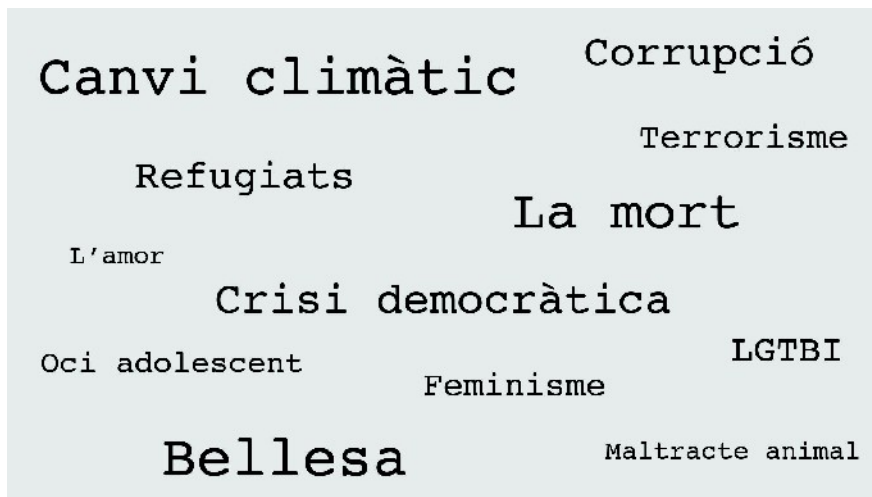 Canvi climàtic
Corrupció
Terrorisme
Refugiats
La mort
L'amor
Crisi democràtica
LGTBI
Oci adolescent
Feminisme
Bellesa
Maltracte animal